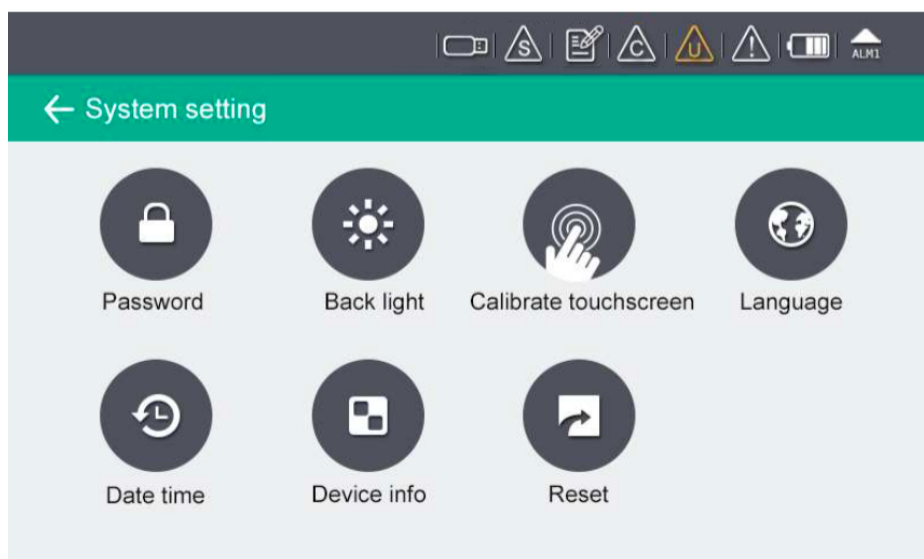 S C U ! ALM1
System setting
Password Back light Calibrate touchscreen Language
Date time Device info Reset